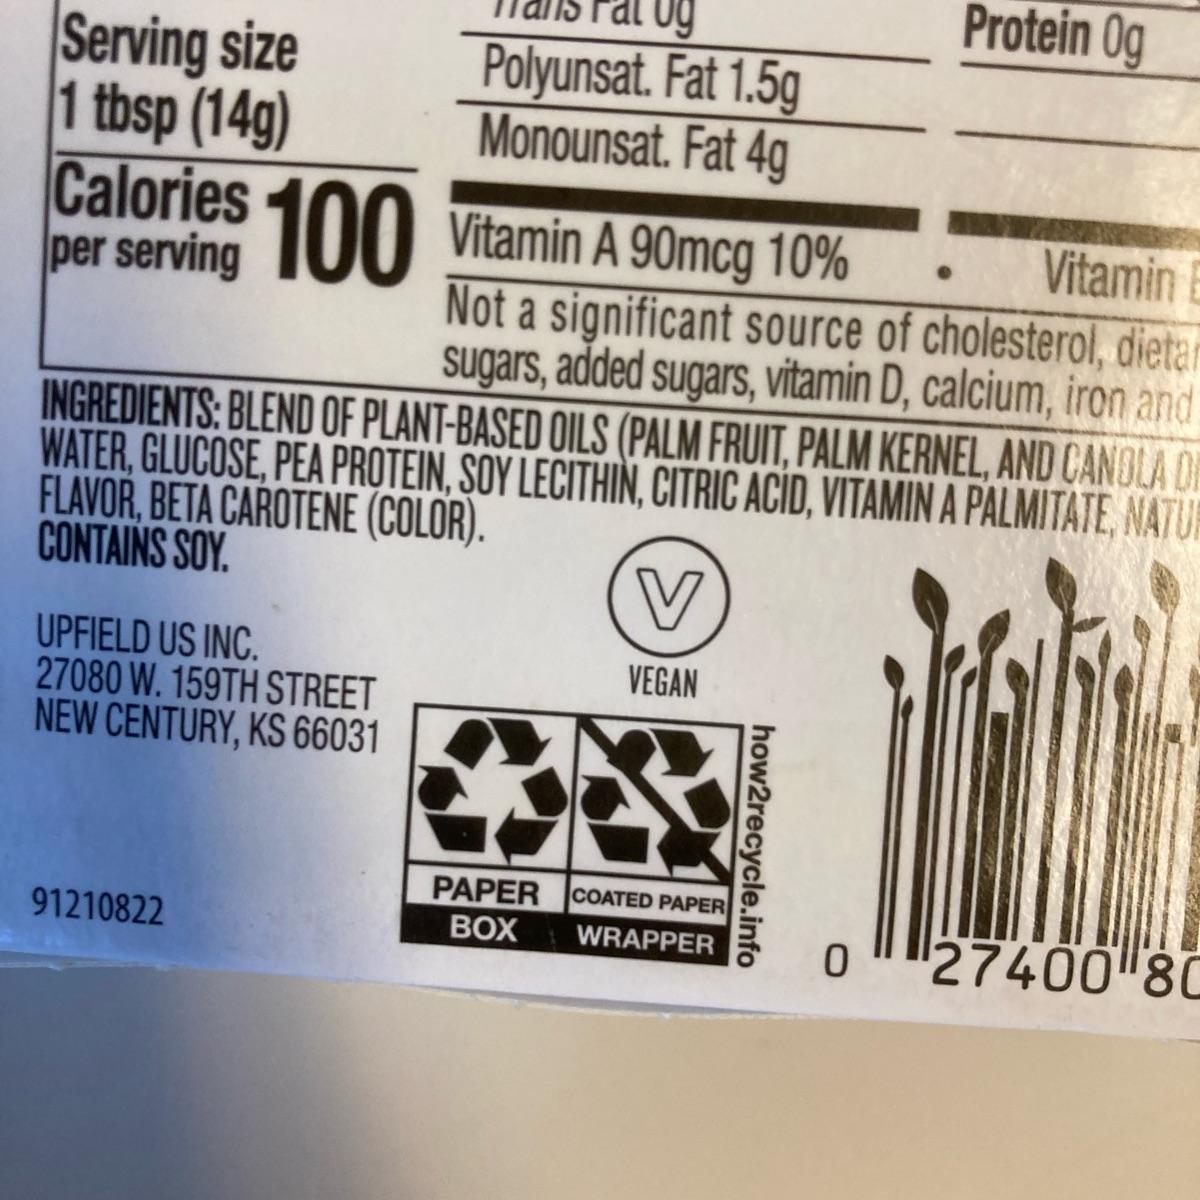 Serving size
1 tbsp (14g)
Calories 100
per serving
Trans Fat 0g
Polyunsat. Fat 1.5g
Monounsat. Fat 4g
Protein 0g
Vitamin A 90mcg 10% • Vitamin
Not a significant source of cholesterol,
sugars, added sugars, vitamin D, calcium, iron and
INGREDIENTS: BLEND OF PLANT-BASED OILS (PALM FRUIT, PALM KERNEL, AND CANOLA
WATER, GLUCOSE, PEA PROTEIN, SOY LECITHIN, CITRIC ACID, VITAMIN A PALMITATE,
FLAVOR, BETA CAROTENE (COLOR).
CONTAINS SOY.
V
VEGAN
UPFIELD US INC.
27080 W. 159TH STREET
NEW CENTURY, KS 66031
PAPER
BOX
COATED PAPER
WRAPPER
how2recycle.info
91210822
0 27400 80